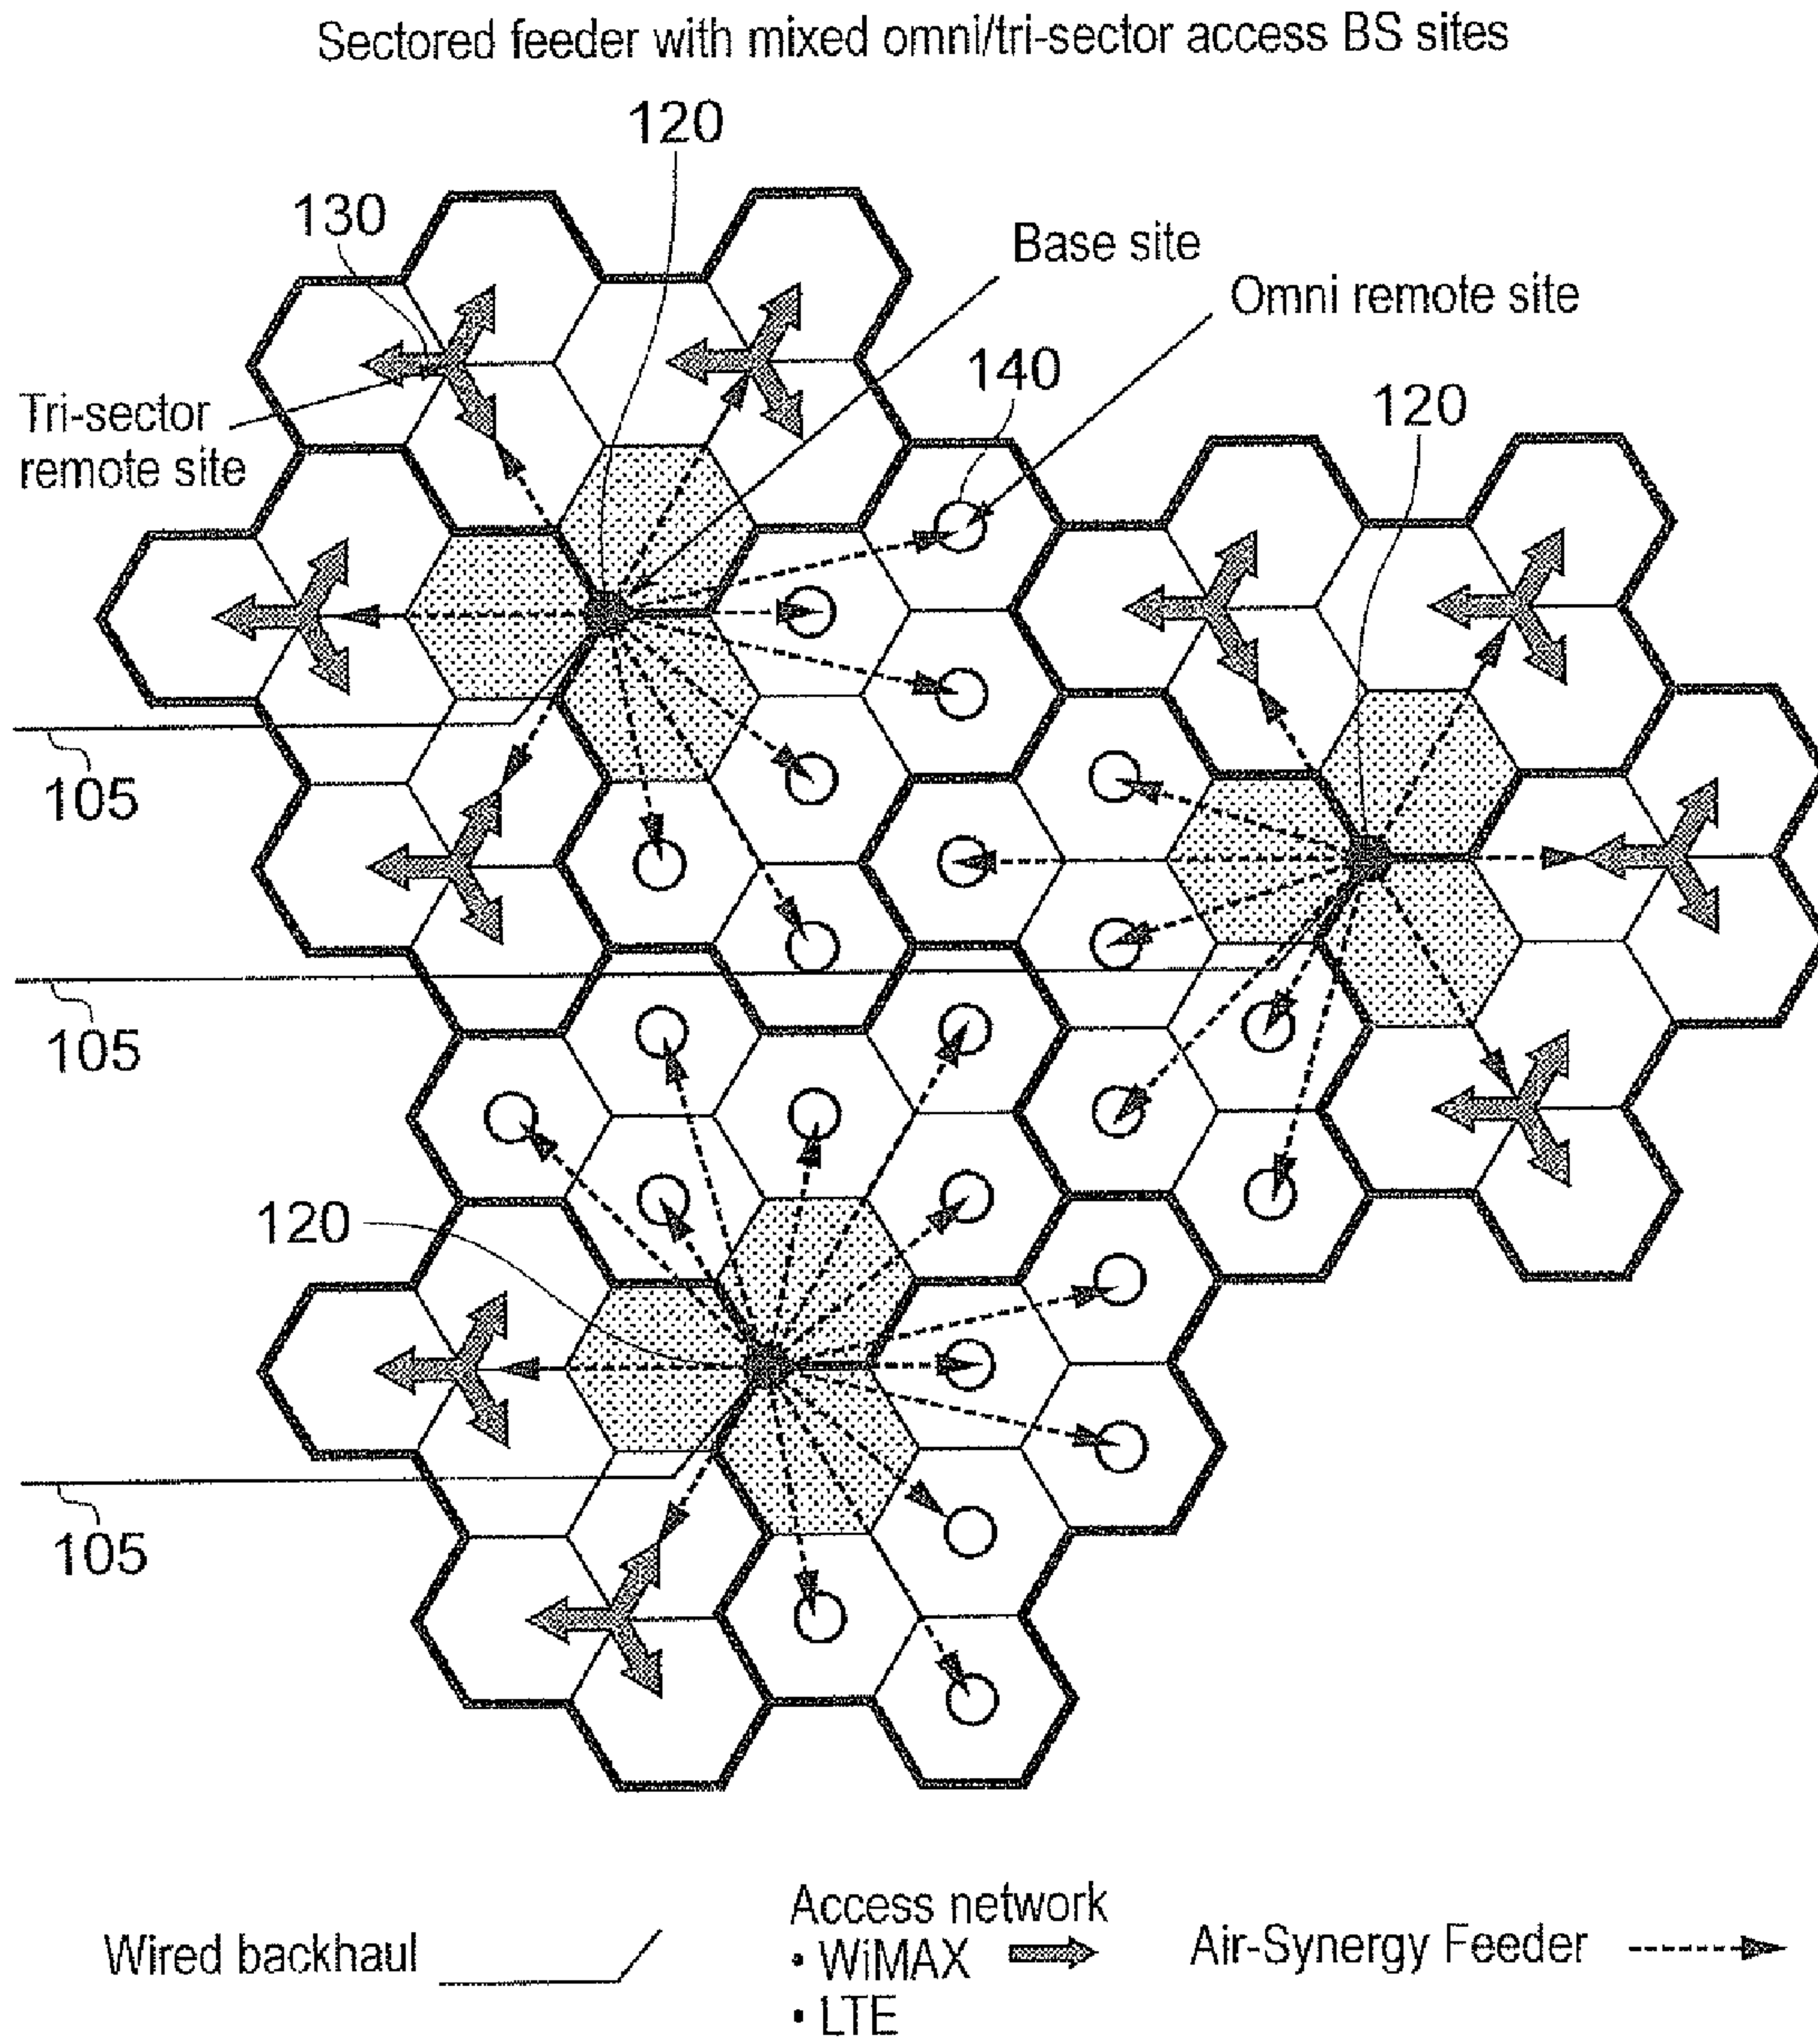 Sectored feeder with mixed omni/tri-sector access BS sites
120
130
Base site
Omni remote site
140
120
Tri-sector
remote site
105
105
120
105
Wired backhaul
Access network
• WiMAX
• LTE
Air-Synergy Feeder